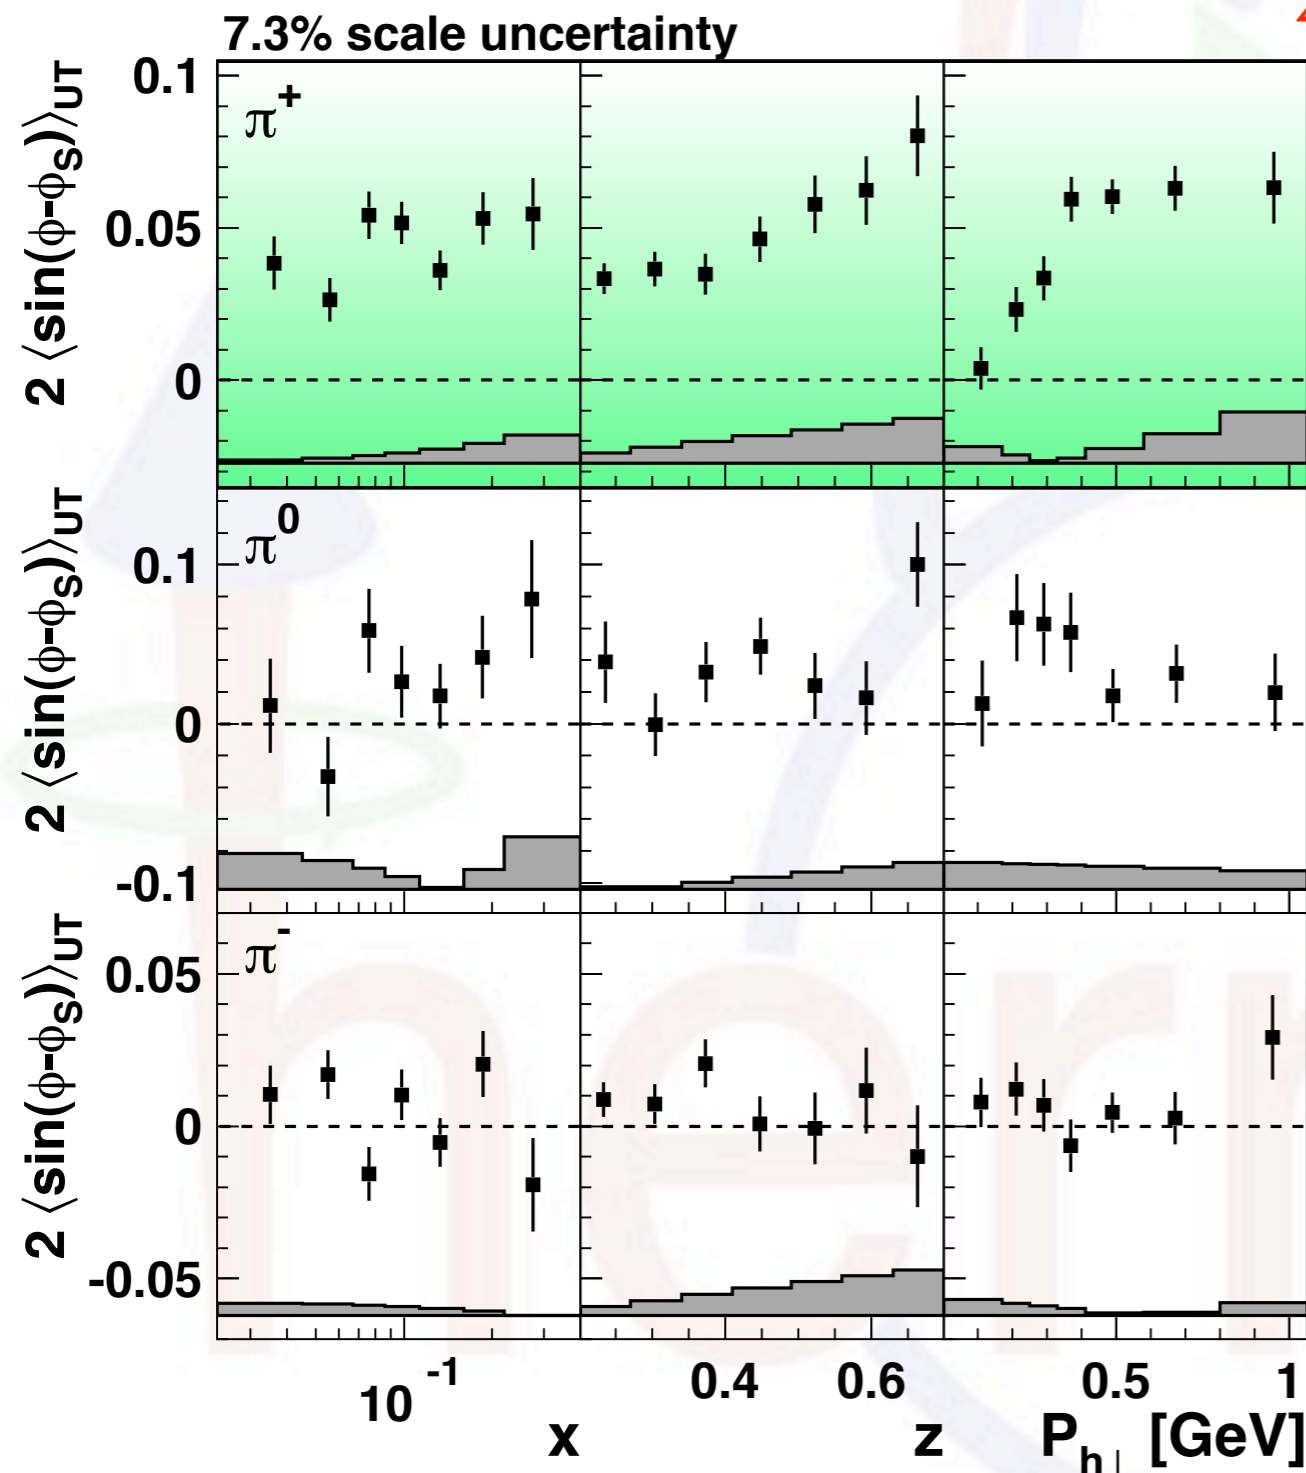 7.3% scale uncertainty
2 ⟨sin(ϕ-ϕS)⟩UT
0.1
0.05
0
π+
2 ⟨sin(ϕ-ϕS)⟩UT
0.1
0
-0.1
π0
2 ⟨sin(ϕ-ϕS)⟩UT
0.05
0
-0.05
π-
10-1 0.4 0.6 0.5 1
x z Ph⊥ [GeV]
herm